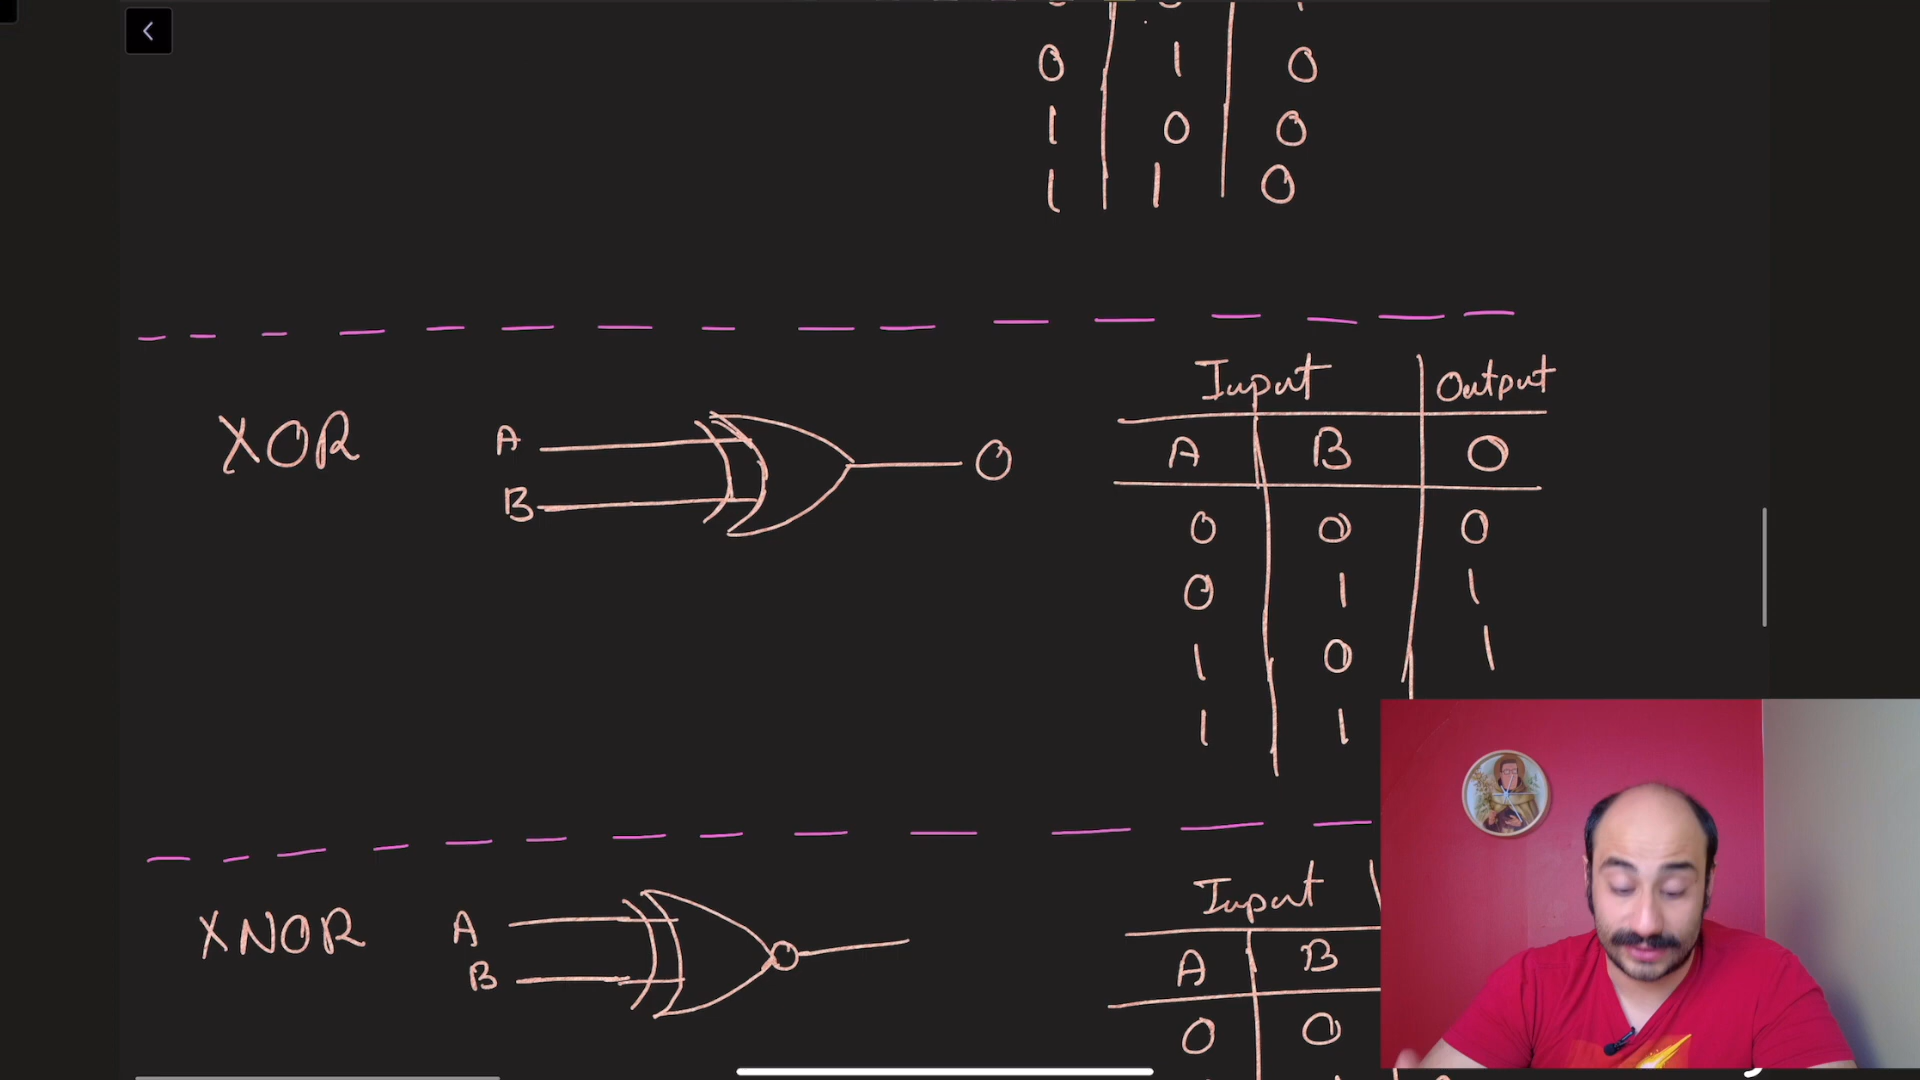 0 1 0
1 0 0
1 1 0
Input Output
XOR A B O
A B O
0 0 0
0 1 1
1 0 1
1 1
Input
XNOR A B
A B
0 0